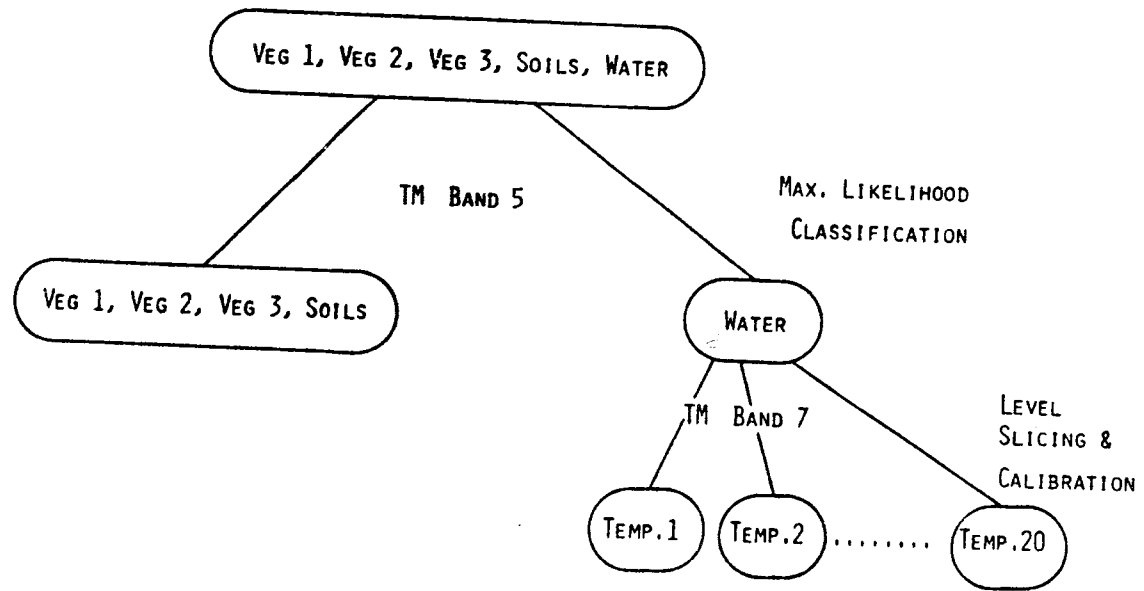 VEG 1, VEG 2, VEG 3, SOILS, WATER
TM BAND 5
MAX. LIKELIHOOD
CLASSIFICATION
VEG 1, VEG 2, VEG 3, SOILS
WATER
TM BAND 7
LEVEL
SLICING &
CALIBRATION
TEMP.1
TEMP.2
........
TEMP.20